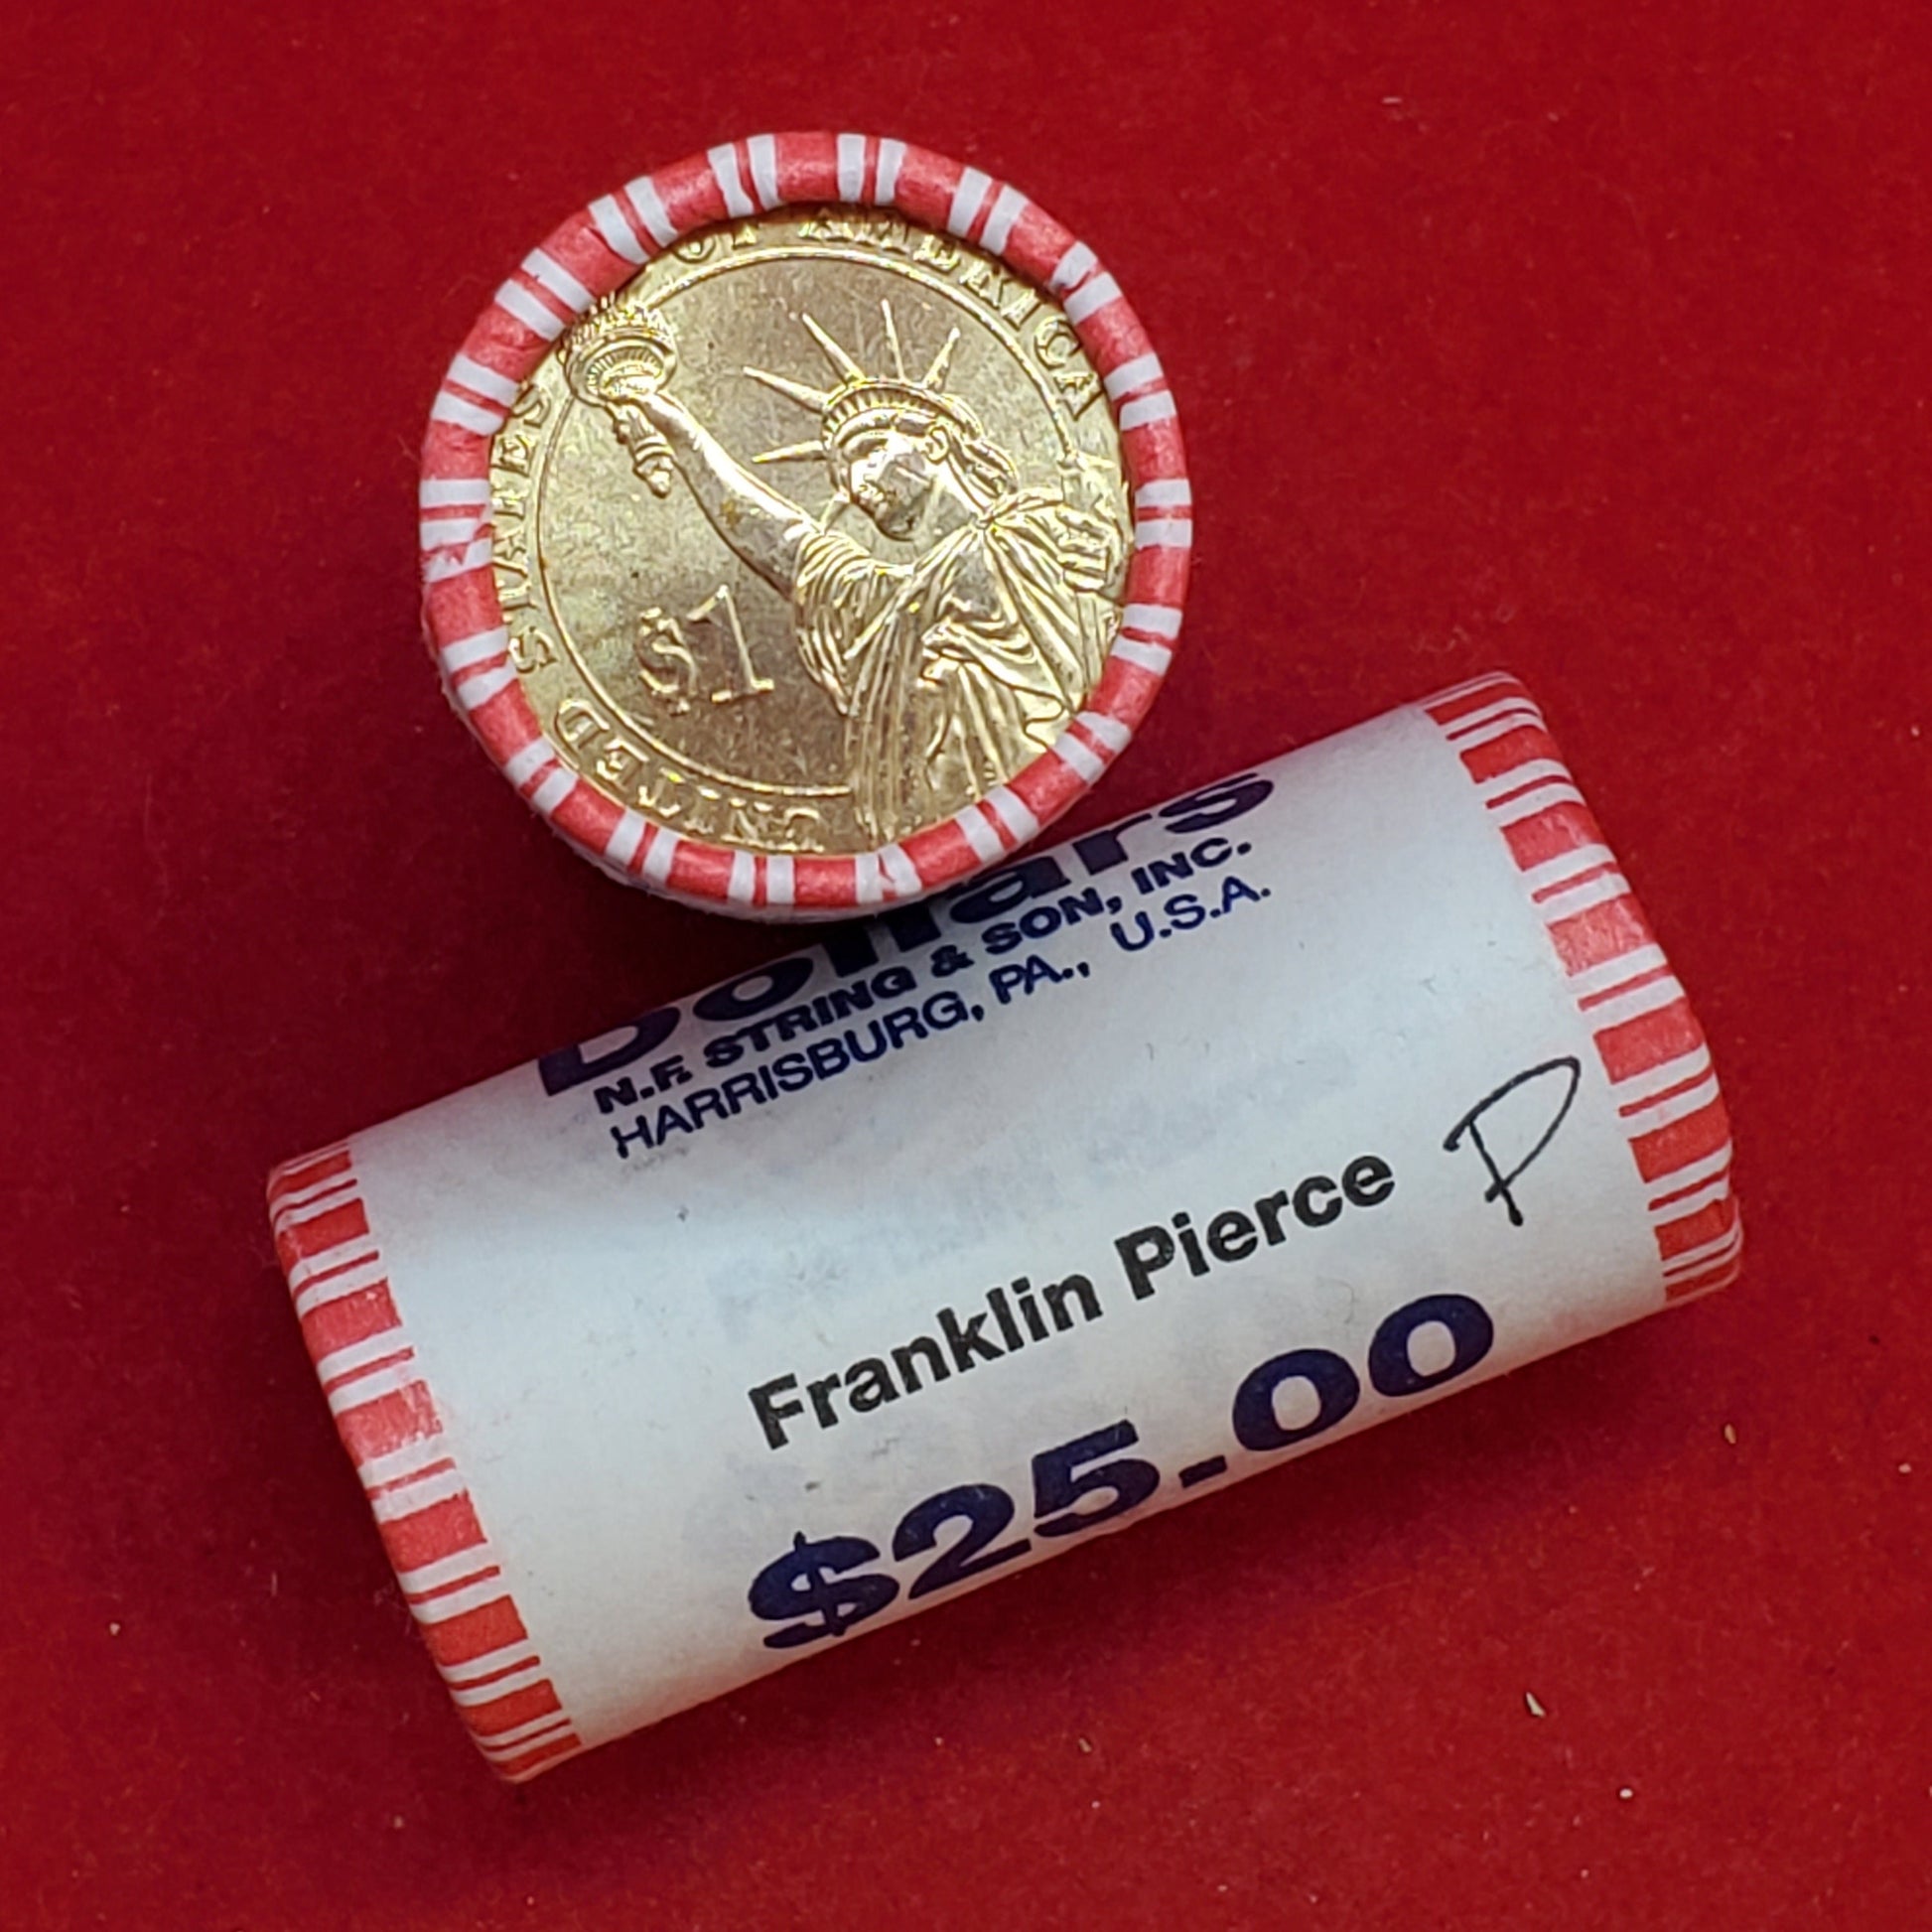 UNITED STATES OF AMERICA
$1
Dollars
N.F. STRING & SON, INC.
HARRISBURG, PA., U.S.A.
Franklin Pierce P
$25.00